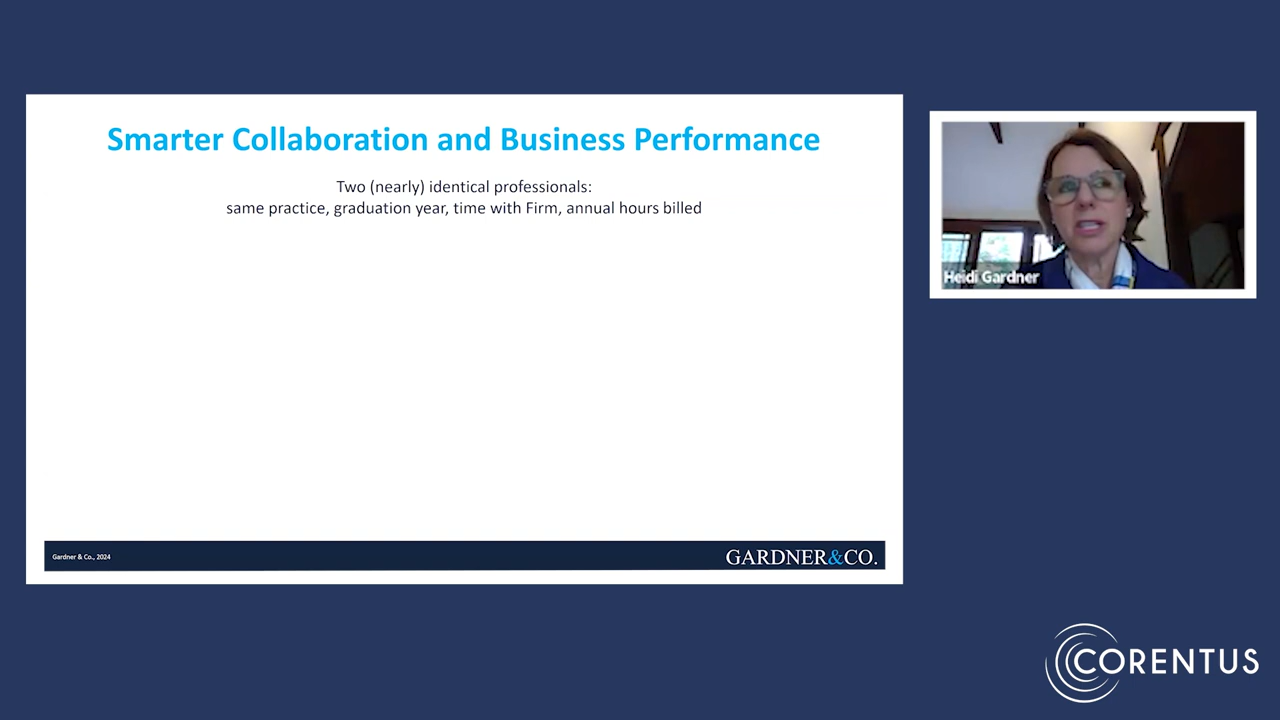 Smarter Collaboration and Business Performance
Two (nearly) identical professionals:
same practice, graduation year, time with Firm, annual hours billed
Heidi Gardner
Gardner & Co., 2024
GARDNER&CO.
CORENTUS